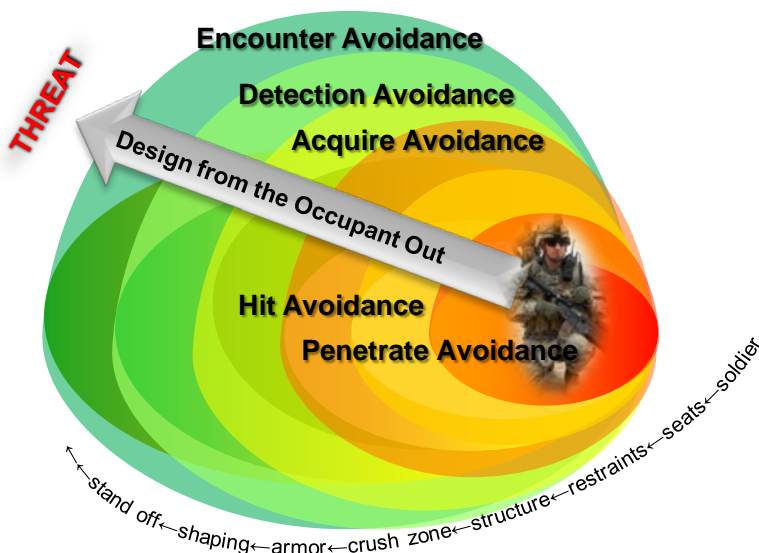 Encounter Avoidance
THREAT
Detection Avoidance
Acquire Avoidance
Design from the Occupant Out
Hit Avoidance
Penetrate Avoidance
←←stand off←shaping←armor←crush zone←structure←restraints←seats←soldier